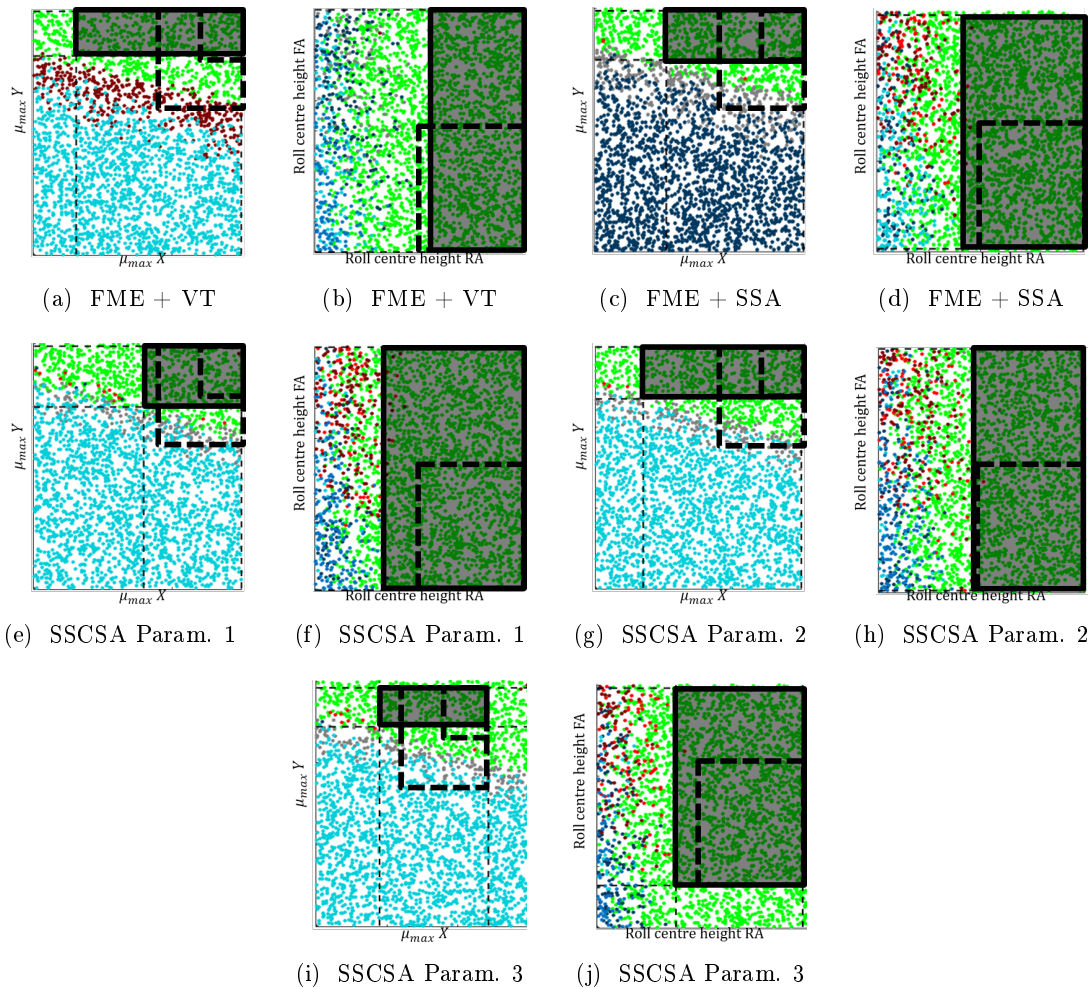 μmax Y
μmax X
(a) FME + VT
Roll centre height FA
Roll centre height RA
(b) FME + VT
μmax Y
μmax X
(c) FME + SSA
Roll centre height FA
Roll centre height RA
(d) FME + SSA
μmax Y
μmax X
(e) SSCSA Param. 1
Roll centre height FA
Roll centre height RA
(f) SSCSA Param. 1
μmax Y
μmax X
(g) SSCSA Param. 2
Roll centre height FA
Roll centre height RA
(h) SSCSA Param. 2
μmax Y
μmax X
(i) SSCSA Param. 3
Roll centre height FA
Roll centre height RA
(j) SSCSA Param. 3